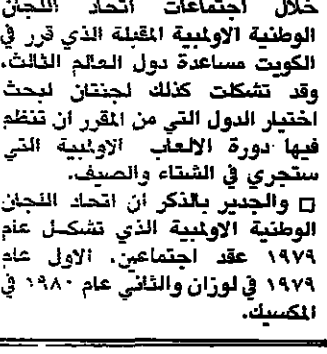 خلال اجتماعات اتحاد اللجان
الوطنية الاولمبية المقبلة الذي قرر في
الكويت مساعدة دول العالم الثالث.
وقد تشكلت كذلك لجنتان لبحث
اختيار الدول التي من المقرر ان تنظم
فيها دورة الالعاب الاولمبية التي
ستجري في الشتاء والصيف.
□ والجدير بالذكر ان اتحاد اللجان
الوطنية الاولمبية الذي تشكل عام
١٩٧٩ عقد اجتماعين. الاول عام
١٩٧٩ في لوزان والثاني عام ١٩٨٠ في
المكسيك.